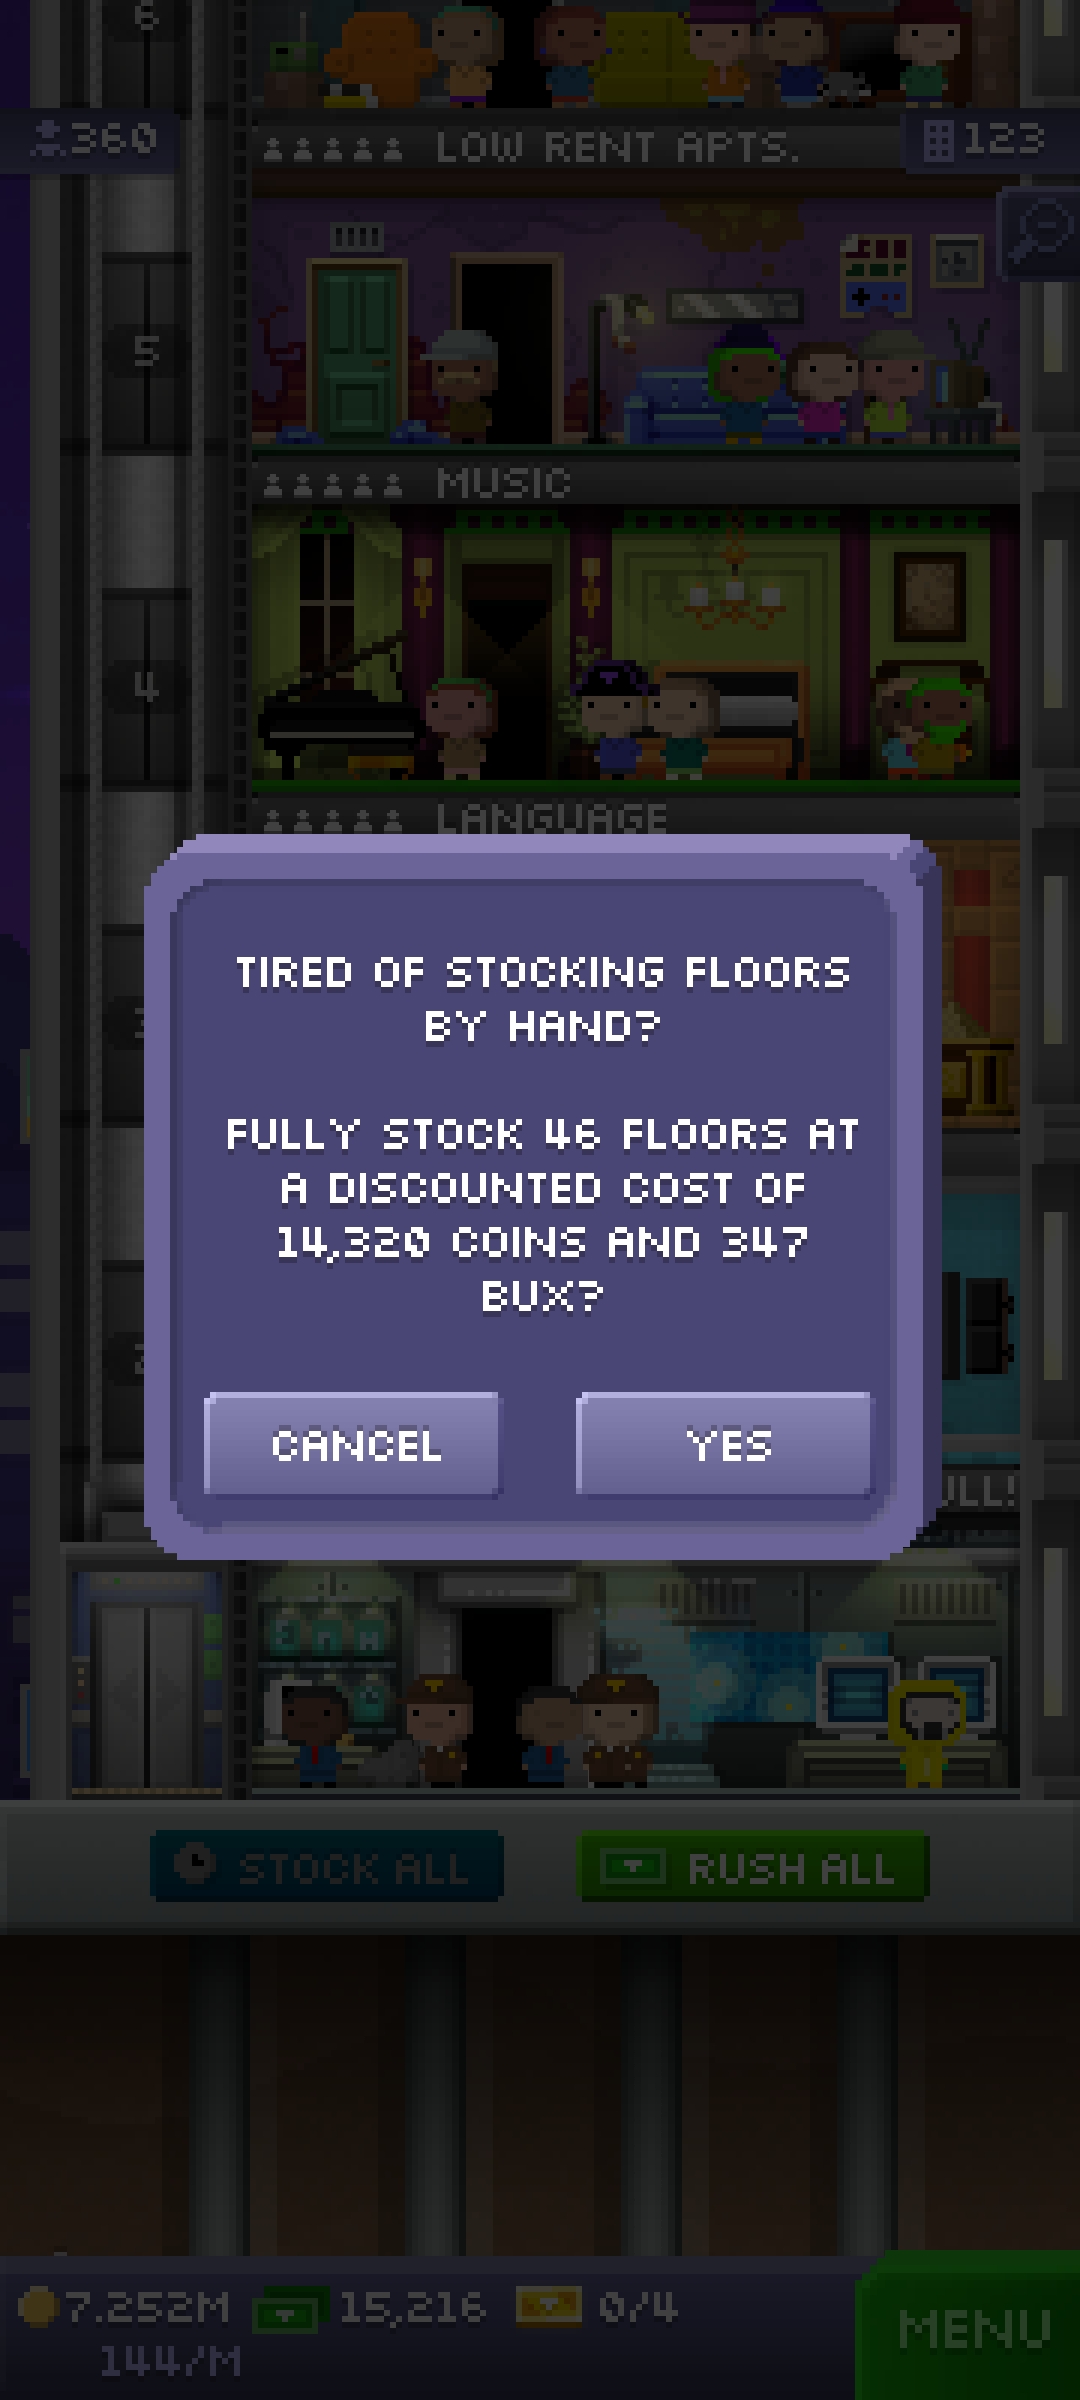 6
360
LOW RENT APTS.
123
5
MUSIC
4
LANGUAGE
TIRED OF STOCKING FLOORS
BY HAND?
FULLY STOCK 46 FLOORS AT
A DISCOUNTED COST OF
14,320 COINS AND 347
BUX?
CANCEL
YES
STOCK ALL
RUSH ALL
7.252M
15,216
0/4
144/M
MENU